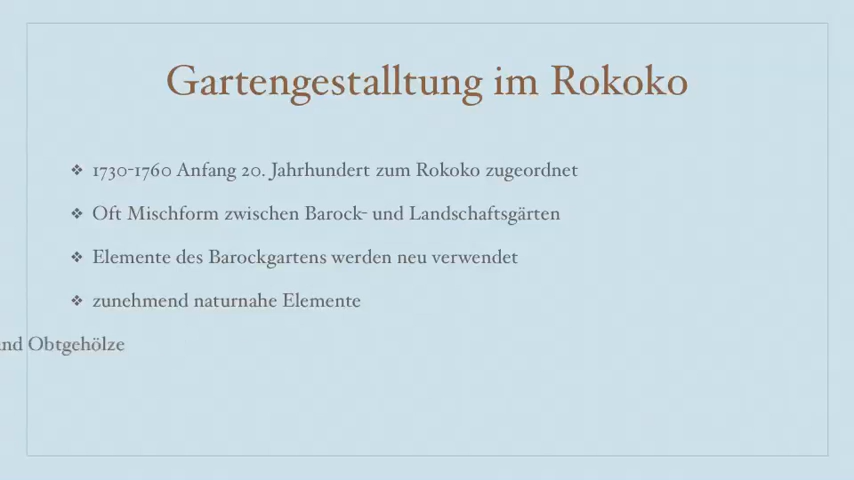 Gartengestalltung im Rokoko
1730-1760 Anfang 20. Jahrhundert zum Rokoko zugeordnet
Oft Mischform zwischen Barock- und Landschaftsgärten
Elemente des Barockgartens werden neu verwendet
zunehmend naturnahe Elemente
nd Obtgehölze